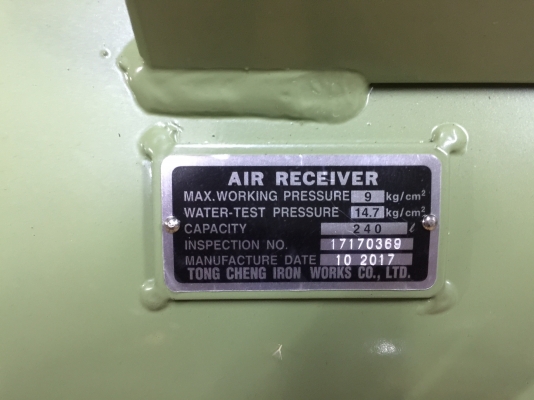 AIR RECEIVER
MAX.WORKING PRESSURE 9 kg/cm²
WATER-TEST PRESSURE 14.7 kg/cm²
CAPACITY 240 ℓ
INSPECTION NO. 17170369
MANUFACTURE DATE 10 2017
TONG CHENG IRON WORKS CO., LTD.